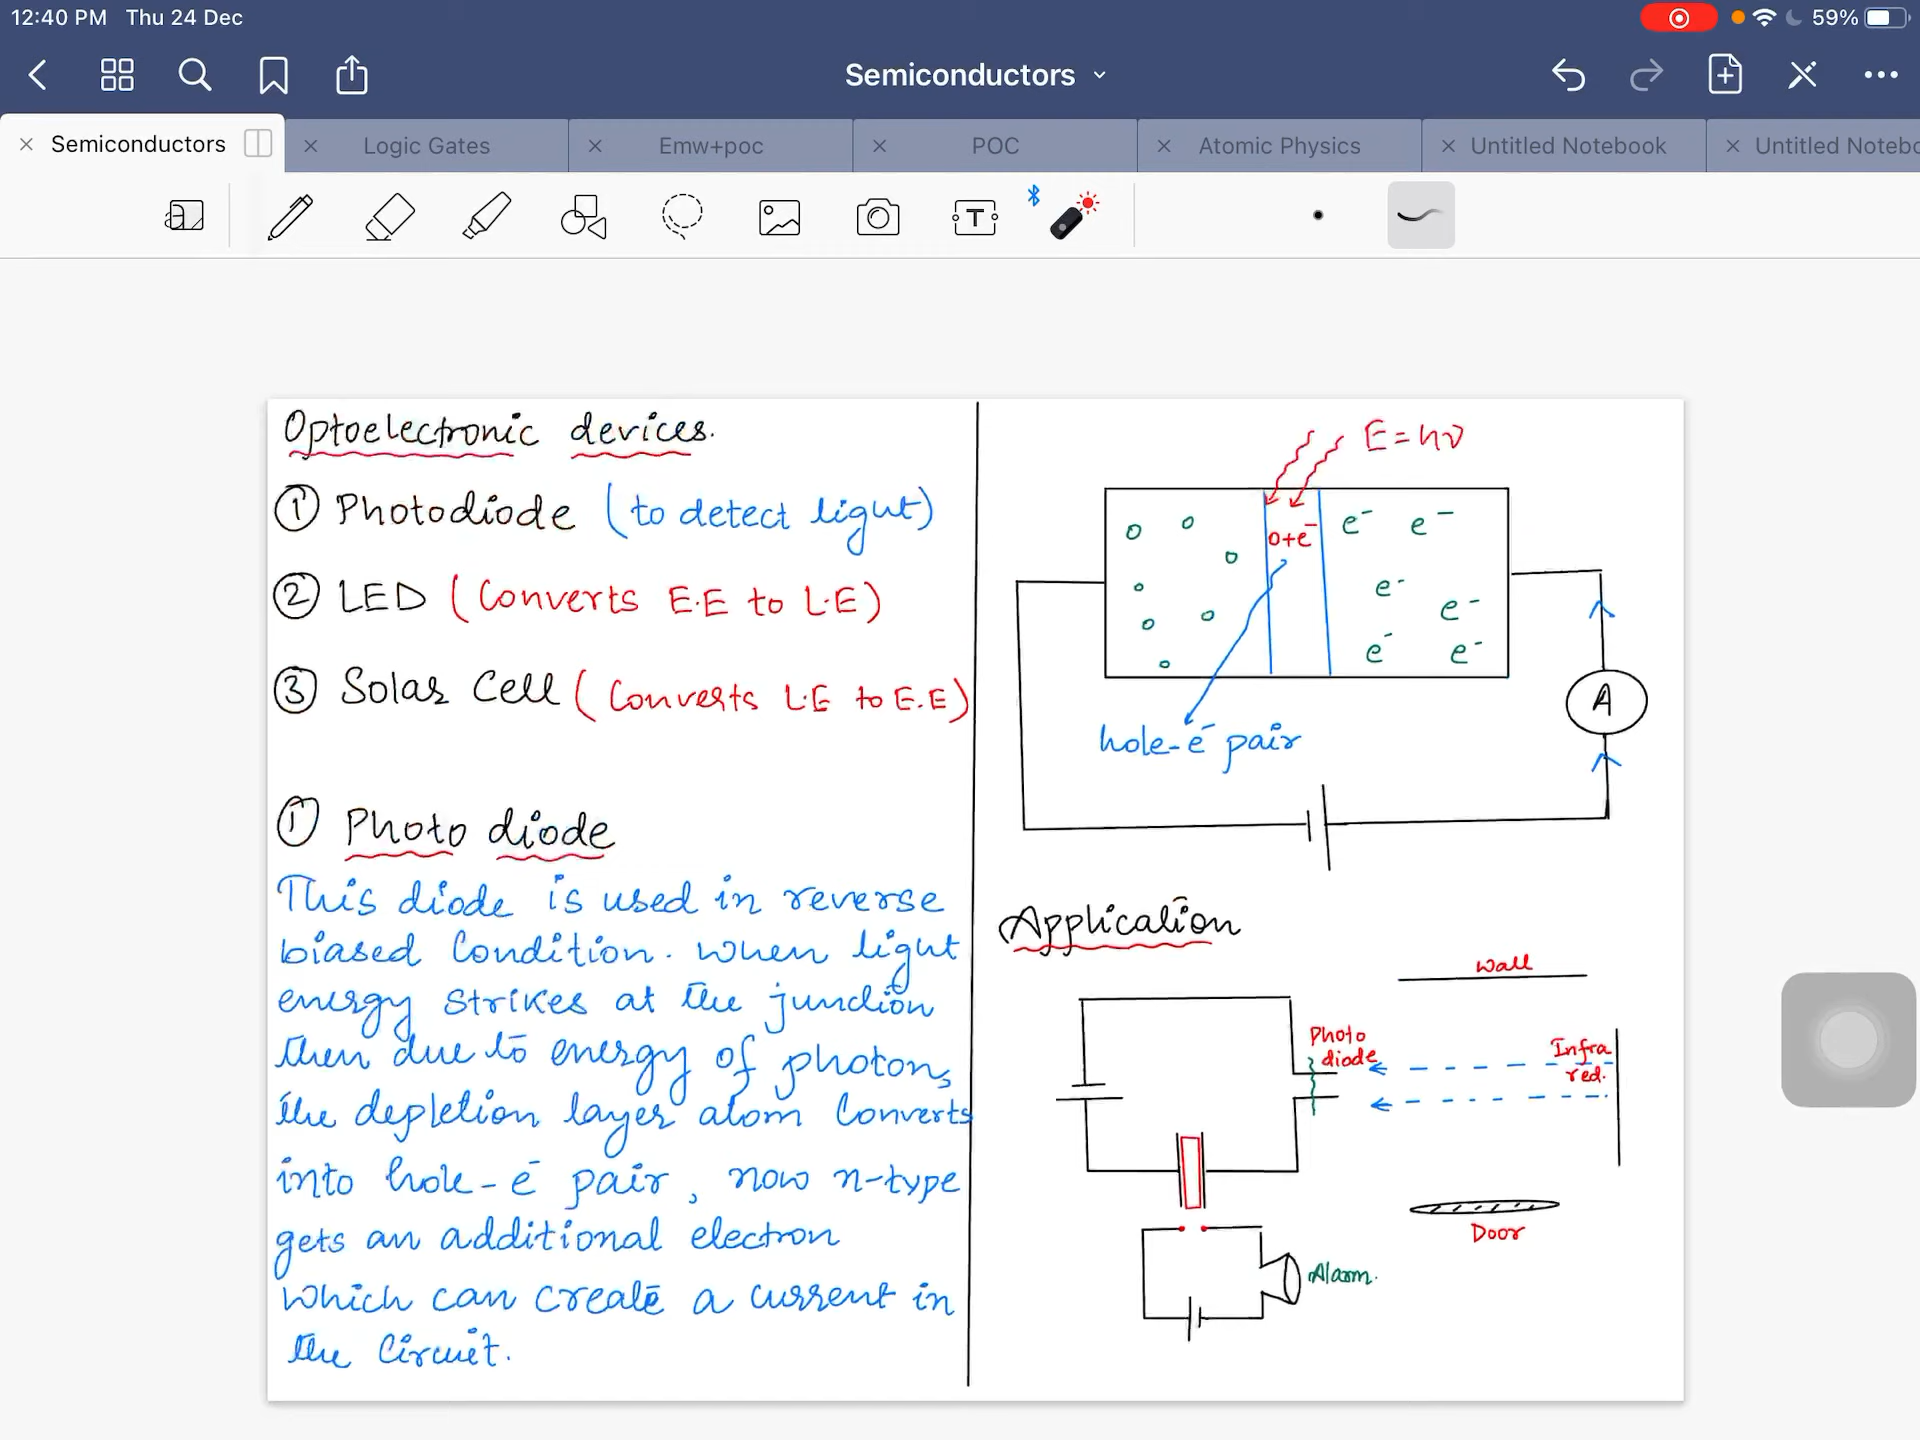 12:40 PM Thu 24 Dec
59%
Semiconductors
Semiconductors
Logic Gates
Emw+poc
POC
Atomic Physics
Untitled Notebook
Untitled Notebo
Optoelectronic devices.
① Photodiode (to detect light)
② LED (Converts E.E to L.E)
③ Solar Cell (Converts L.E to E.E)
① Photo diode
This diode is used in reverse
biased Condition. When light
energy strikes at the junction
then due to energy of photon,
the depletion layer atom Converts
into hole-e⁻ pair, now n-type
gets an additional electron
which can create a current in
the Circuit.
E=hν
o+e⁻
e⁻ e⁻
e⁻
e⁻
e⁻ e⁻
A
hole-e⁻ pair
Application
Wall
Photo
diode
Infra
red.
Door
Alarm.